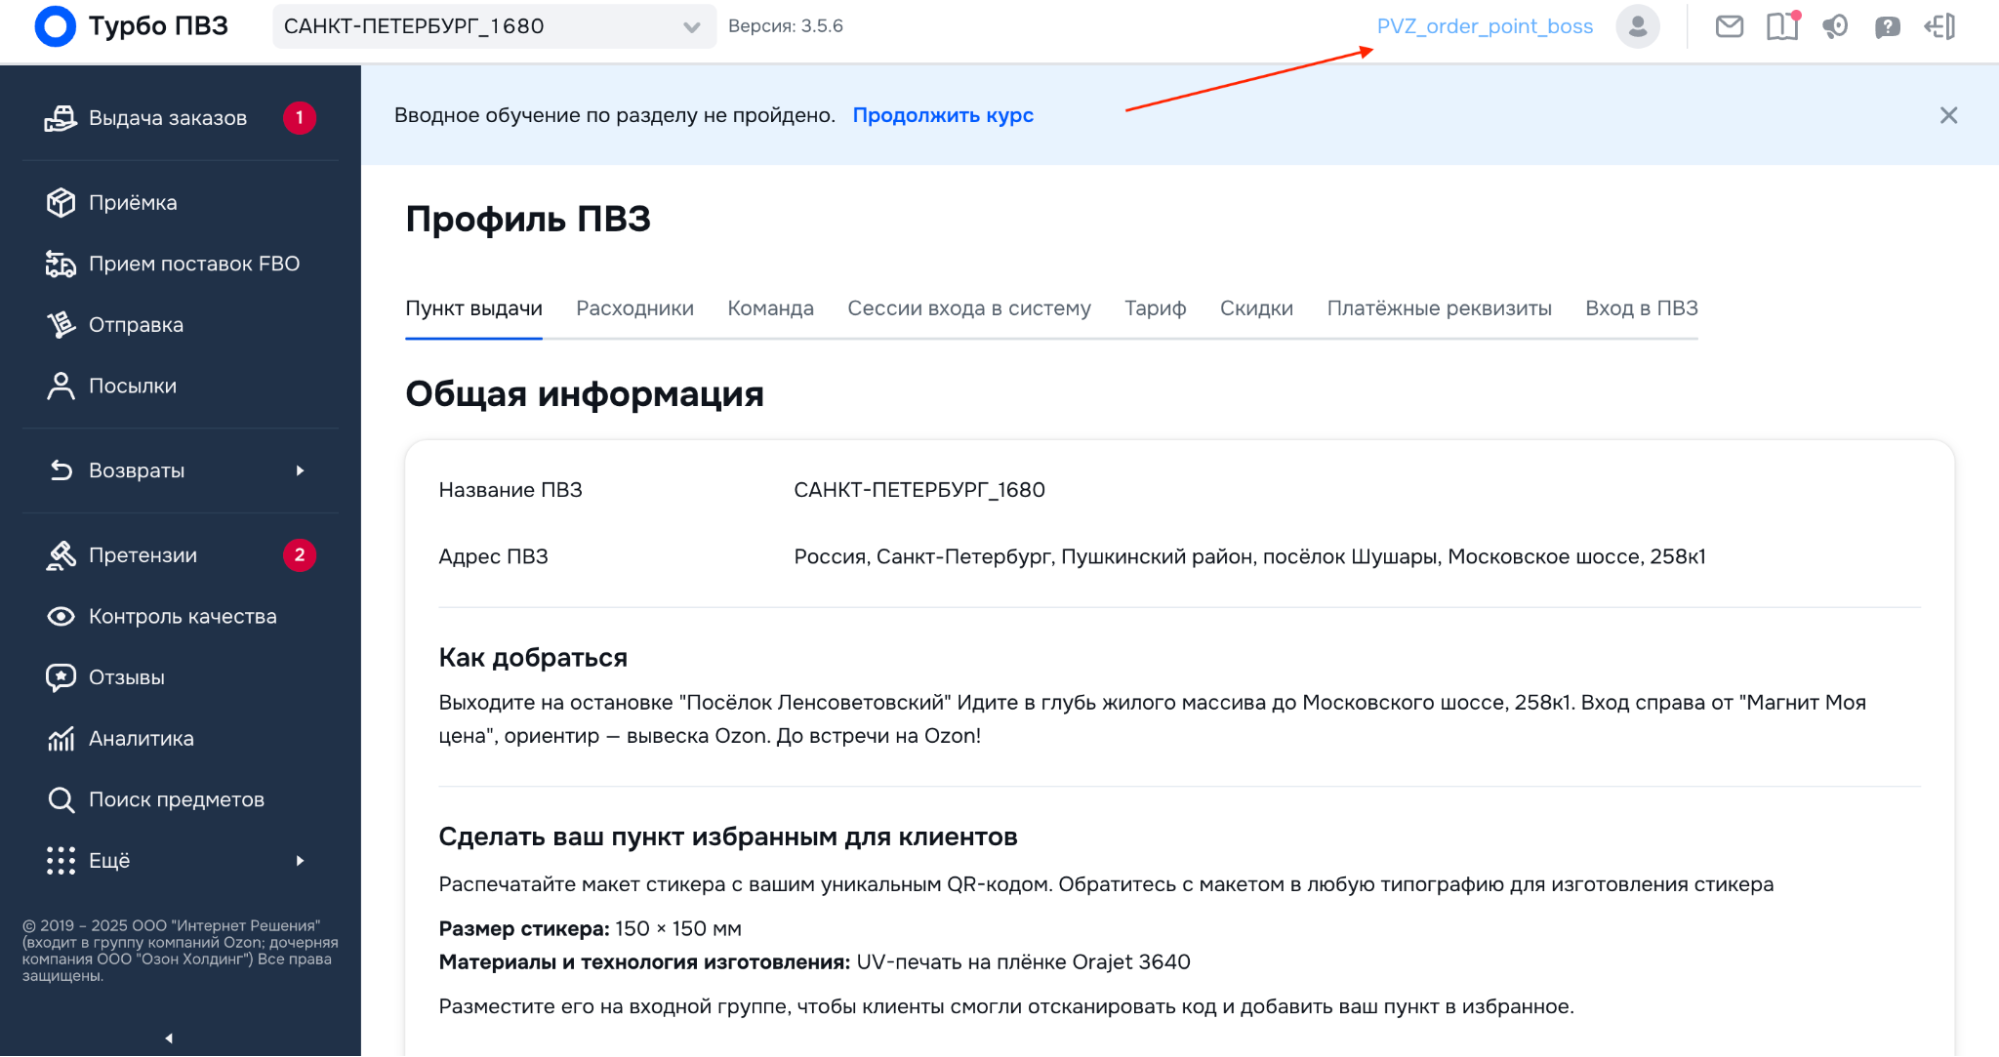 Турбо ПВЗ
САНКТ-ПЕТЕРБУРГ_1680
Версия: 3.5.6
PVZ_order_point_boss
Выдача заказов 1
Приёмка
Прием поставок FBO
Отправка
Посылки
Возвраты
Претензии 2
Контроль качества
Отзывы
Аналитика
Поиск предметов
Ещё
© 2019 – 2025 ООО "Интернет Решения"
(входит в группу компаний Ozon; дочерняя
компания ООО "Озон Холдинг") Все права
защищены.
Вводное обучение по разделу не пройдено. Продолжить курс
Профиль ПВЗ
Пункт выдачи Расходники Команда Сессии входа в систему Тариф Скидки Платёжные реквизиты Вход в ПВЗ
Общая информация
Название ПВЗ САНКТ-ПЕТЕРБУРГ_1680
Адрес ПВЗ Россия, Санкт-Петербург, Пушкинский район, посёлок Шушары, Московское шоссе, 258к1
Как добраться
Выходите на остановке "Посёлок Ленсоветовский" Идите в глубь жилого массива до Московского шоссе, 258к1. Вход справа от "Магнит Моя
цена", ориентир — вывеска Ozon. До встречи на Ozon!
Сделать ваш пункт избранным для клиентов
Распечатайте макет стикера с вашим уникальным QR-кодом. Обратитесь с макетом в любую типографию для изготовления стикера
Размер стикера: 150 × 150 мм
Материалы и технология изготовления: UV-печать на плёнке Orajet 3640
Разместите его на входной группе, чтобы клиенты смогли отсканировать код и добавить ваш пункт в избранное.